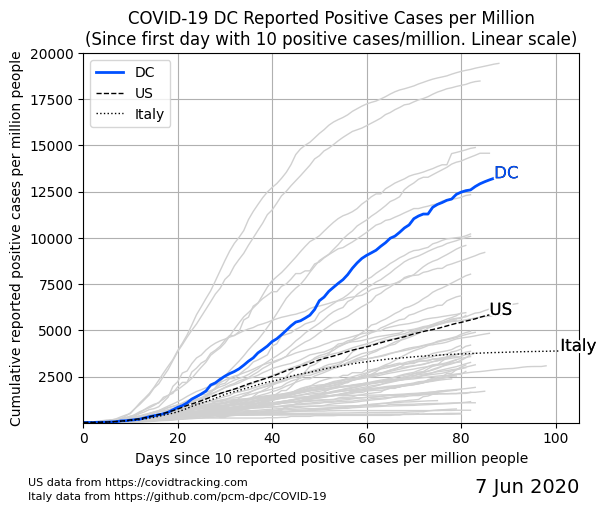 COVID-19 DC Reported Positive Cases per Million
(Since first day with 10 positive cases/million. Linear scale)
Cumulative reported positive cases per million people
20000
17500
15000
12500
10000
7500
5000
2500
DC
US
Italy
DC
US
Italy
0
20
40
60
80
100
Days since 10 reported positive cases per million people
US data from https://covidtracking.com
Italy data from https://github.com/pcm-dpc/COVID-19
7 Jun 2020